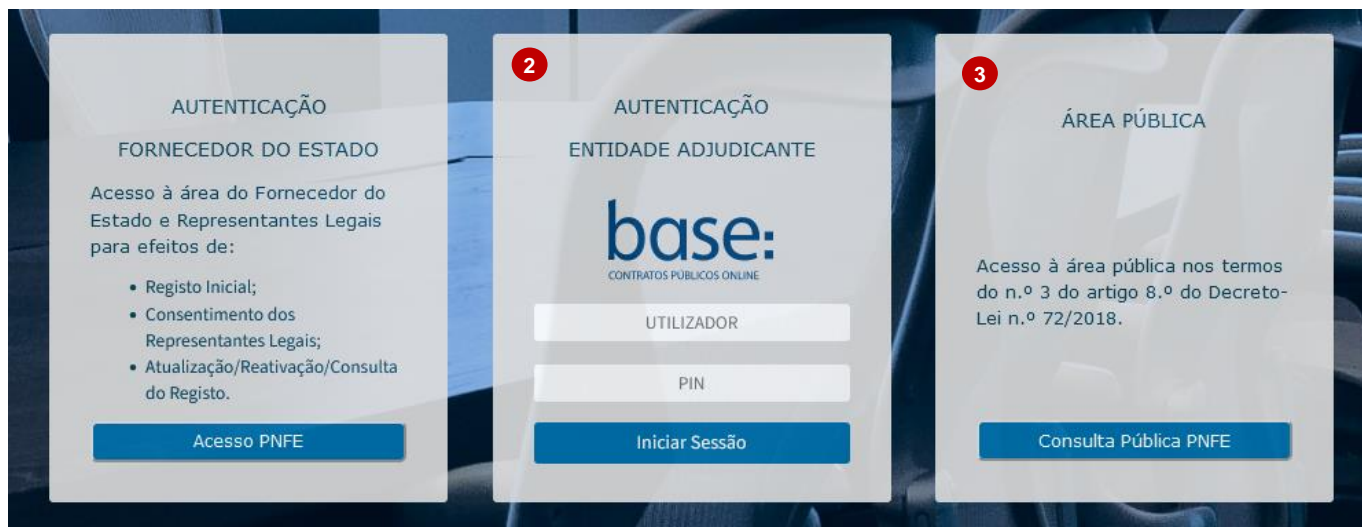 AUTENTICAÇÃO
FORNECEDOR DO ESTADO
Acesso à área do Fornecedor do
Estado e Representantes Legais
para efeitos de:
• Registo Inicial;
• Consentimento dos
Representantes Legais;
• Atualização/Reativação/Consulta
do Registo.
Acesso PNFE
2
AUTENTICAÇÃO
ENTIDADE ADJUDICANTE
base:
CONTRATOS PÚBLICOS ONLINE
UTILIZADOR
PIN
Iniciar Sessão
3
ÁREA PÚBLICA
Acesso à área pública nos termos
do n.º 3 do artigo 8.º do Decreto-
Lei n.º 72/2018.
Consulta Pública PNFE